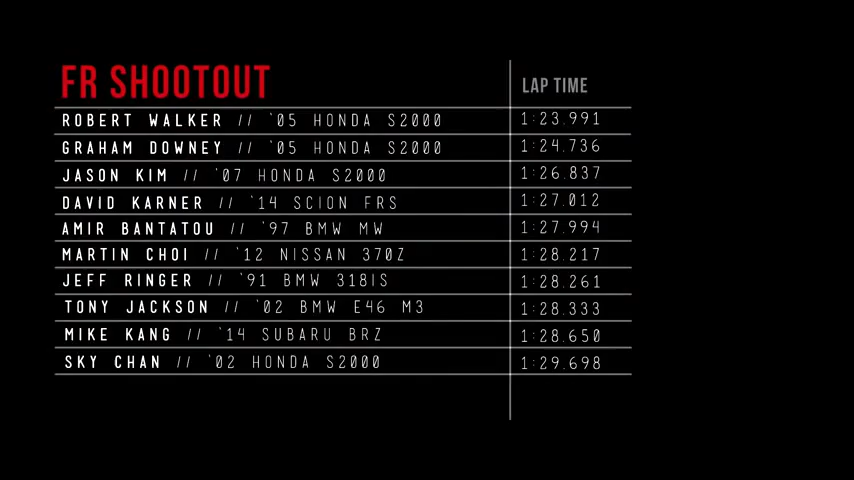 FR SHOOTOUT LAP TIME
ROBERT WALKER // '05 HONDA S2000 1:23.991
GRAHAM DOWNEY // '05 HONDA S2000 1:24.736
JASON KIM // '07 HONDA S2000 1:26.837
DAVID KARNER // '14 SCION FRS 1:27.012
AMIR BANTATOU // '97 BMW MW 1:27.994
MARTIN CHOI // '12 NISSAN 370Z 1:28.217
JEFF RINGER // '91 BMW 318IS 1:28.261
TONY JACKSON // '02 BMW E46 M3 1:28.333
MIKE KANG // '14 SUBARU BRZ 1:28.650
SKY CHAN // '02 HONDA S2000 1:29.698